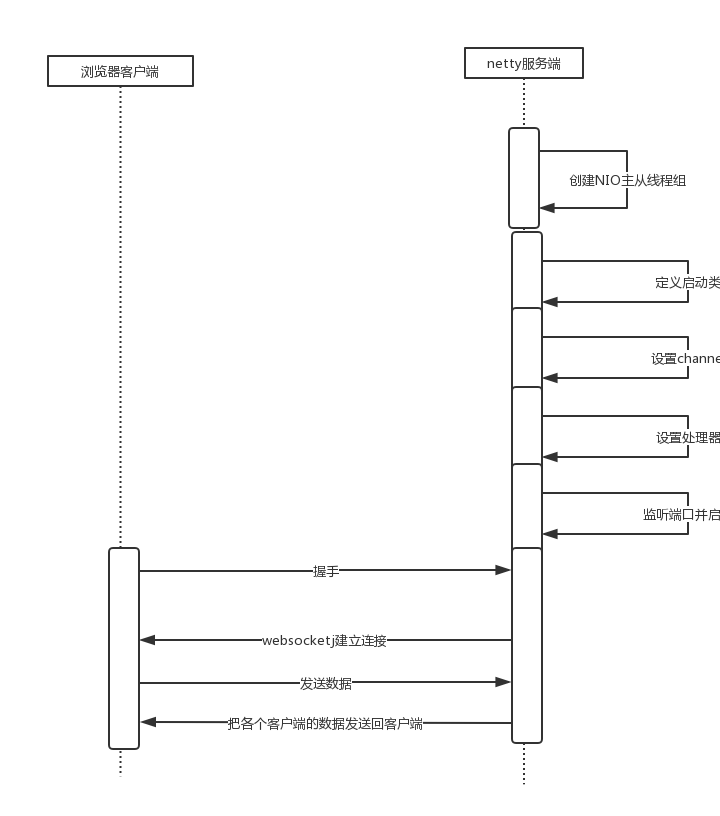 浏览器客户端
netty服务端
创建NIO主从线程组
定义启动类
设置channe
设置处理器
监听端口并启
握手
websocketj建立连接
发送数据
把各个客户端的数据发送回客户端